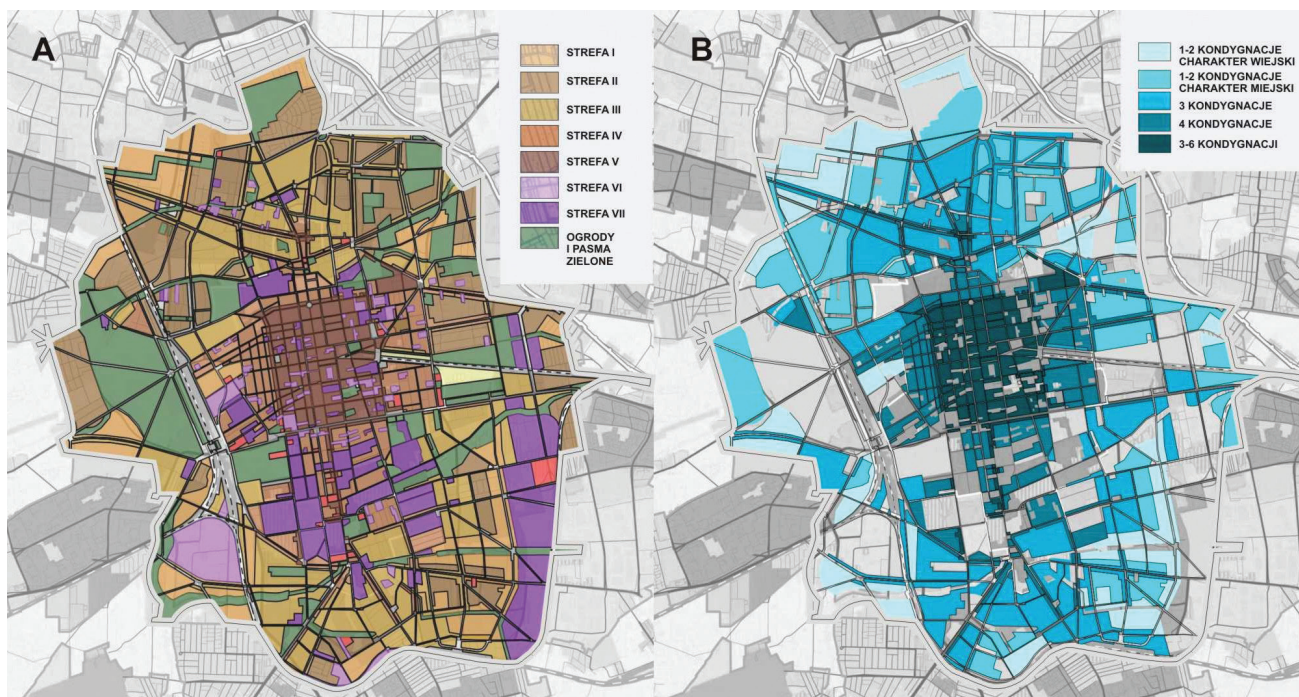 A
STREFA I
STREFA II
STREFA III
STREFA IV
STREFA V
STREFA VI
STREFA VII
OGRODY
I PASMA
ZIELONE
B
1-2 KONDYGNACJE
CHARAKTER WIEJSKI
1-2 KONDYGNACJE
CHARAKTER MIEJSKI
3 KONDYGNACJE
4 KONDYGNACJE
3-6 KONDYGNACJI